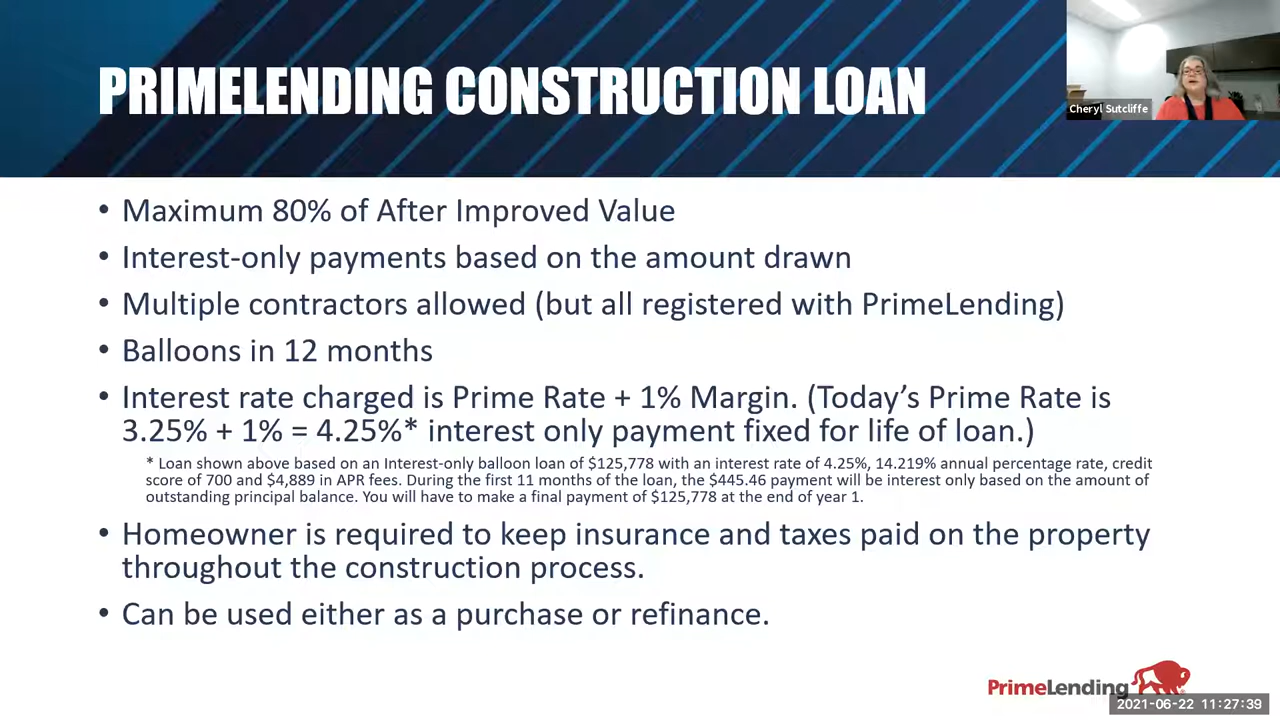 PRIMELENDING CONSTRUCTION LOAN
Cheryl Sutcliffe
• Maximum 80% of After Improved Value
• Interest-only payments based on the amount drawn
• Multiple contractors allowed (but all registered with PrimeLending)
• Balloons in 12 months
• Interest rate charged is Prime Rate + 1% Margin. (Today’s Prime Rate is
3.25% + 1% = 4.25%* interest only payment fixed for life of loan.)
* Loan shown above based on an Interest-only balloon loan of $125,778 with an interest rate of 4.25%, 14.219% annual percentage rate, credit
score of 700 and $4,889 in APR fees. During the first 11 months of the loan, the $445.46 payment will be interest only based on the amount of
outstanding principal balance. You will have to make a final payment of $125,778 at the end of year 1.
• Homeowner is required to keep insurance and taxes paid on the property
throughout the construction process.
• Can be used either as a purchase or refinance.
PrimeLending
2021-06-22 11:27:39